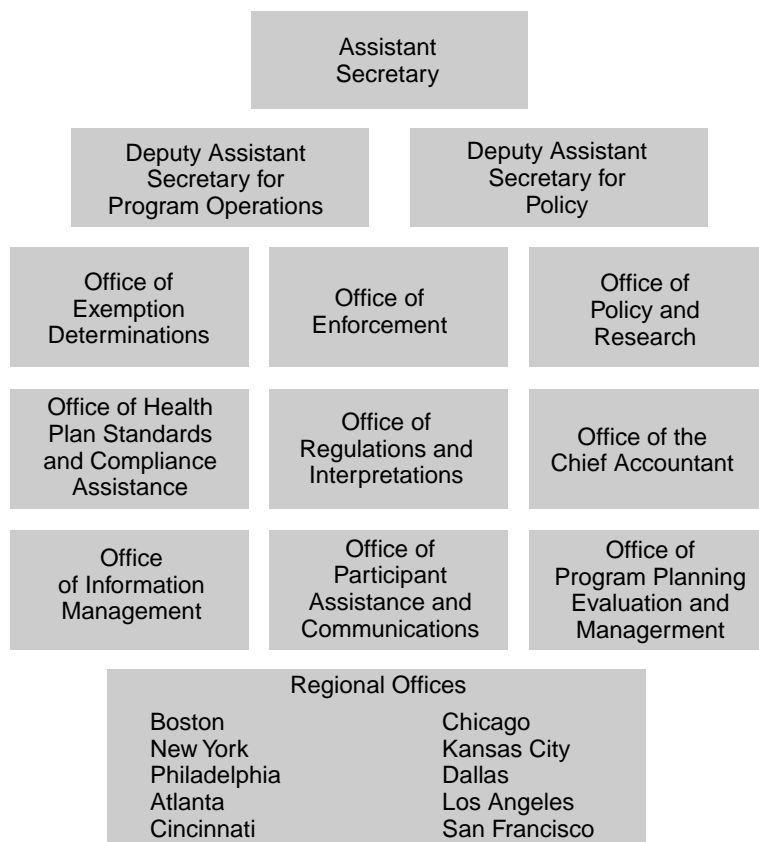 Assistant
Secretary
Deputy Assistant
Secretary for
Program Operations
Deputy Assistant
Secretary for
Policy
Office of
Exemption
Determinations
Office of
Enforcement
Office of
Policy and
Research
Office of Health
Plan Standards
and Compliance
Assistance
Office of
Regulations and
Interpretations
Office of the
Chief Accountant
Office
of Information
Management
Office of
Participant
Assistance and
Communications
Office of
Program Planning
Evaluation and
Managerment
Regional Offices
Boston
New York
Philadelphia
Atlanta
Cincinnati
Chicago
Kansas City
Dallas
Los Angeles
San Francisco